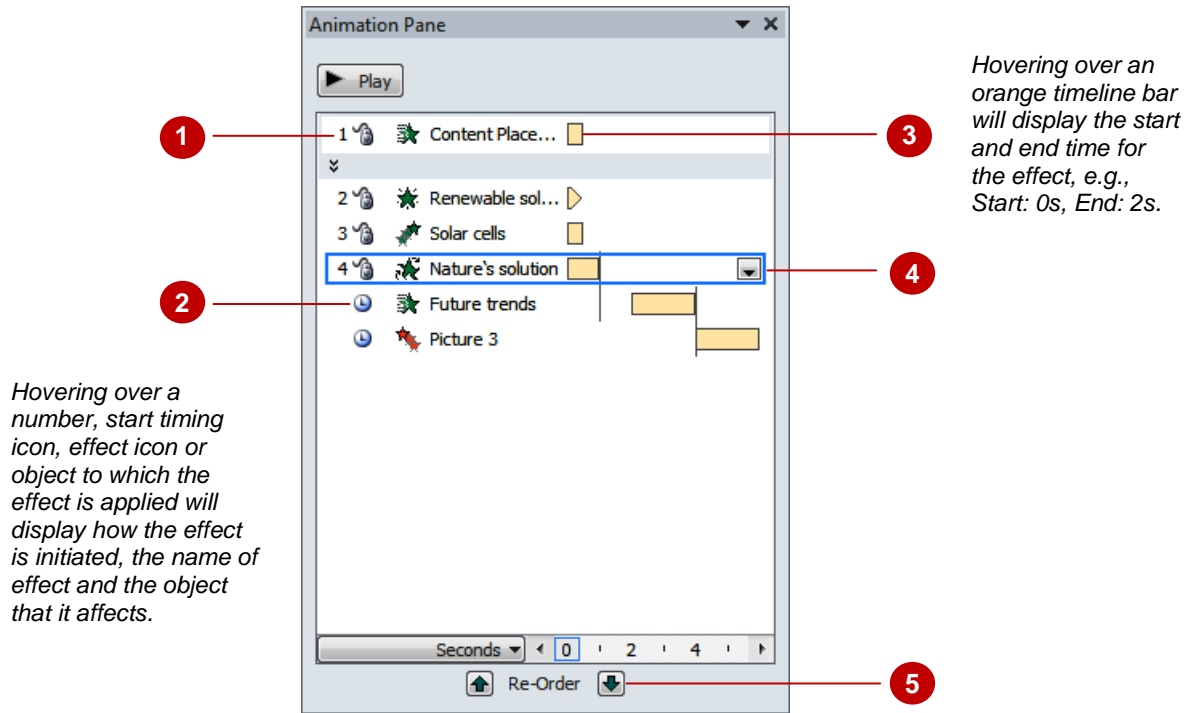 Animation Pane
Play
1
1 Content Place...
3
2 Renewable sol...
3 Solar cells
4 Nature's solution
4
2
Future trends
Picture 3
Hovering over an
orange timeline bar
will display the start
and end time for
the effect, e.g.,
Start: 0s, End: 2s.
Hovering over a
number, start timing
icon, effect icon or
object to which the
effect is applied will
display how the effect
is initiated, the name of
effect and the object
that it affects.
Seconds 0 2 4
Re-Order
5